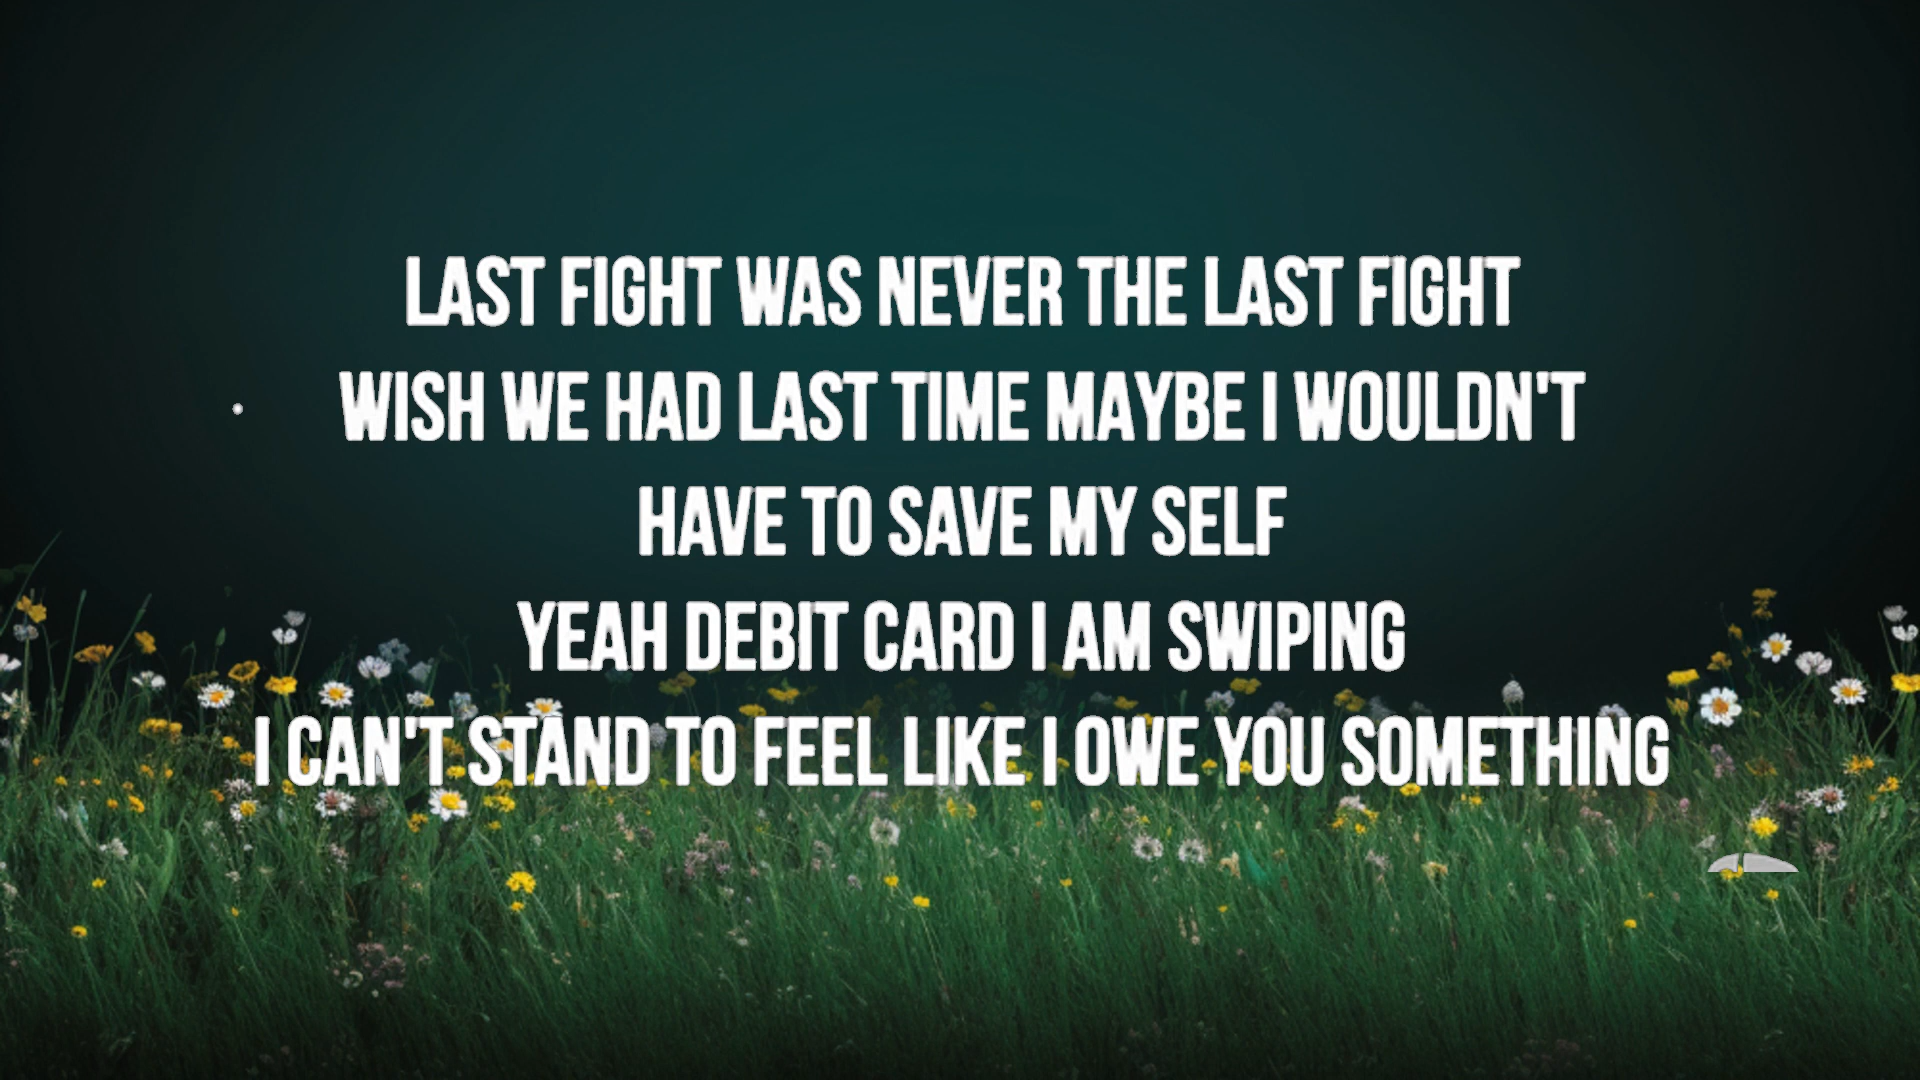 LAST FIGHT WAS NEVER THE LAST FIGHT
WISH WE HAD LAST TIME MAYBE I WOULDN'T
HAVE TO SAVE MY SELF
YEAH DEBIT CARD I AM SWIPING
I CAN'T STAND TO FEEL LIKE I OWE YOU SOMETHING